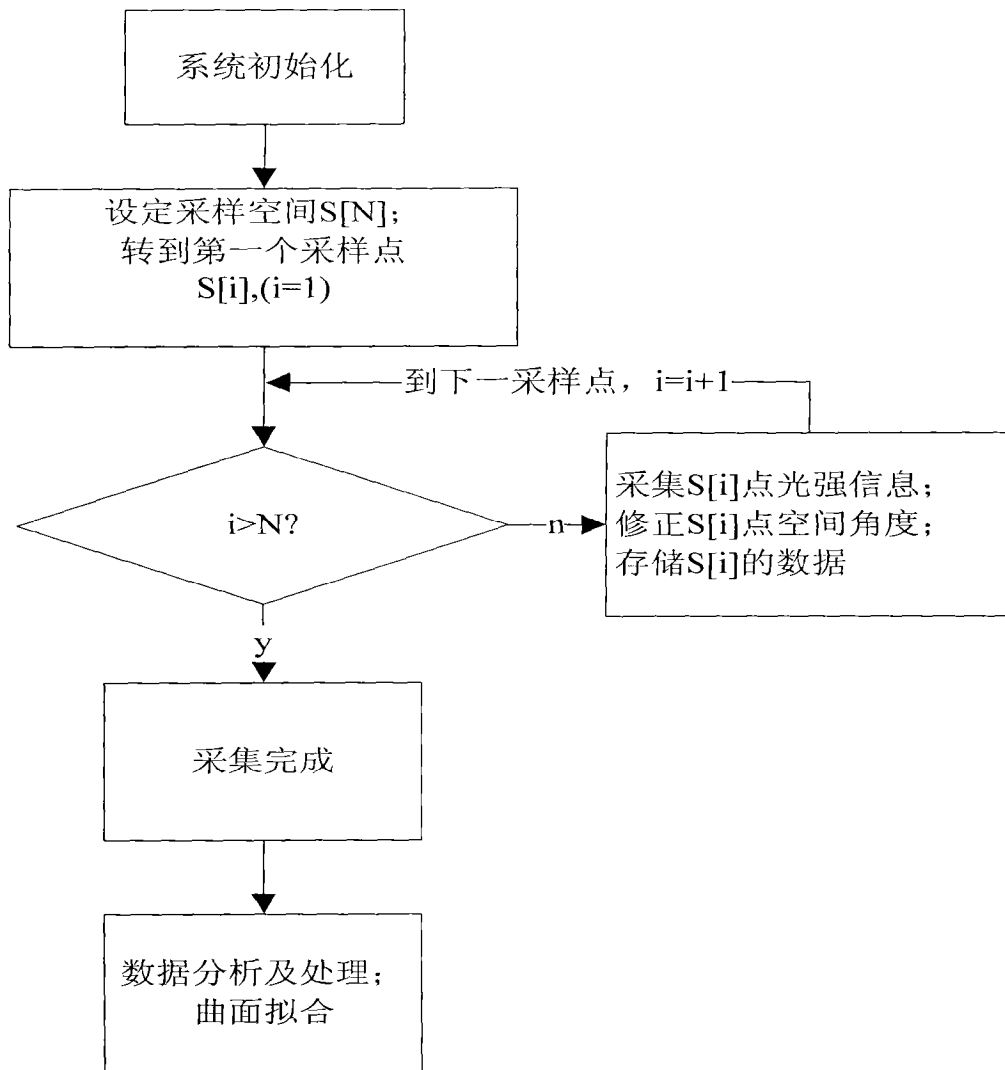 系统初始化
设定采样空间S[N];
转到第一个采样点
S[i],(i=1)
到下一采样点，i=i+1
i>N?
n
采集S[i]点光强信息;
修正S[i]点空间角度;
存储S[i]的数据
y
采集完成
数据分析及处理;
曲面拟合